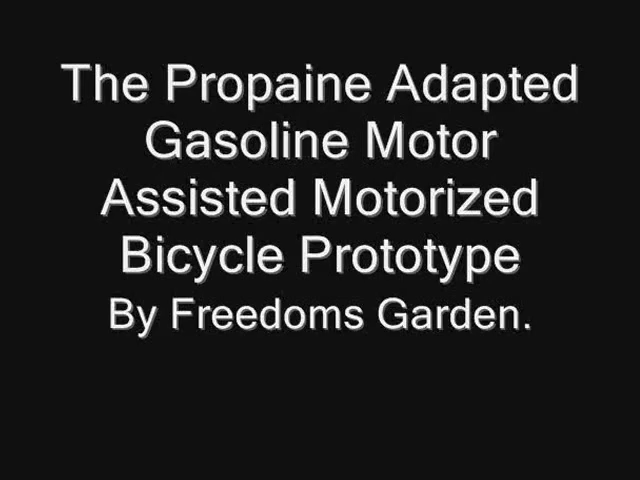 The Propaine Adapted
Gasoline Motor
Assisted Motorized
Bicycle Prototype
By Freedoms Garden.